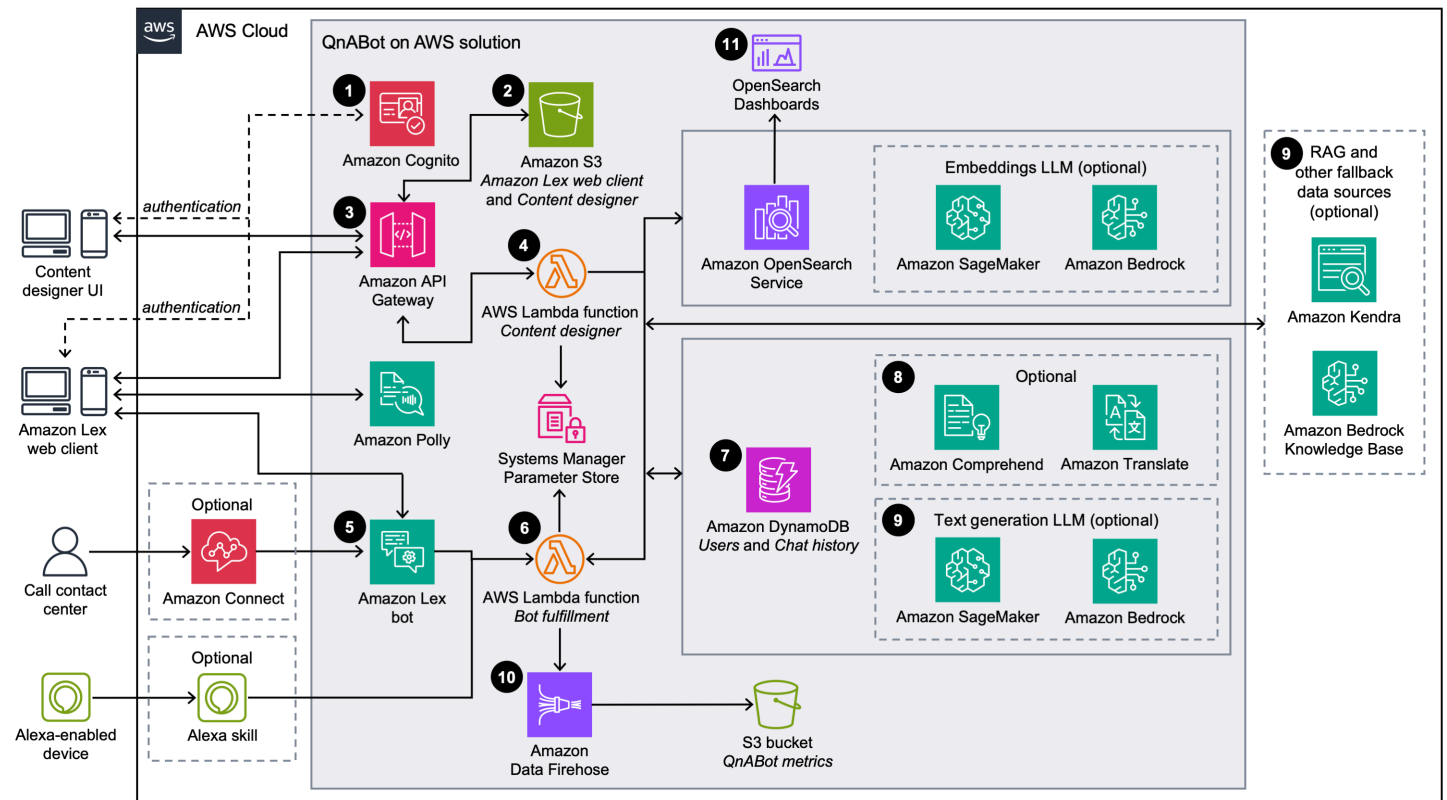 aws
AWS Cloud
QnABot on AWS solution
1
Amazon Cognito
2
Amazon S3
Amazon Lex web client
and Content designer
11
OpenSearch
Dashboards
authentication
Content
designer UI
3
Amazon API
Gateway
4
AWS Lambda function
Content designer
Amazon OpenSearch
Service
Embeddings LLM (optional)
Amazon SageMaker
Amazon Bedrock
9
RAG and
other fallback
data sources
(optional)
Amazon Kendra
Amazon Bedrock
Knowledge Base
authentication
Amazon Lex
web client
Amazon Polly
Systems Manager
Parameter Store
7
Amazon DynamoDB
Users and Chat history
8
Optional
Amazon Comprehend
Amazon Translate
9
Text generation LLM (optional)
Amazon SageMaker
Amazon Bedrock
Call contact
center
Optional
Amazon Connect
5
Amazon Lex
bot
6
AWS Lambda function
Bot fulfillment
Alexa-enabled
device
Optional
Alexa skill
10
Amazon
Data Firehose
S3 bucket
QnABot metrics